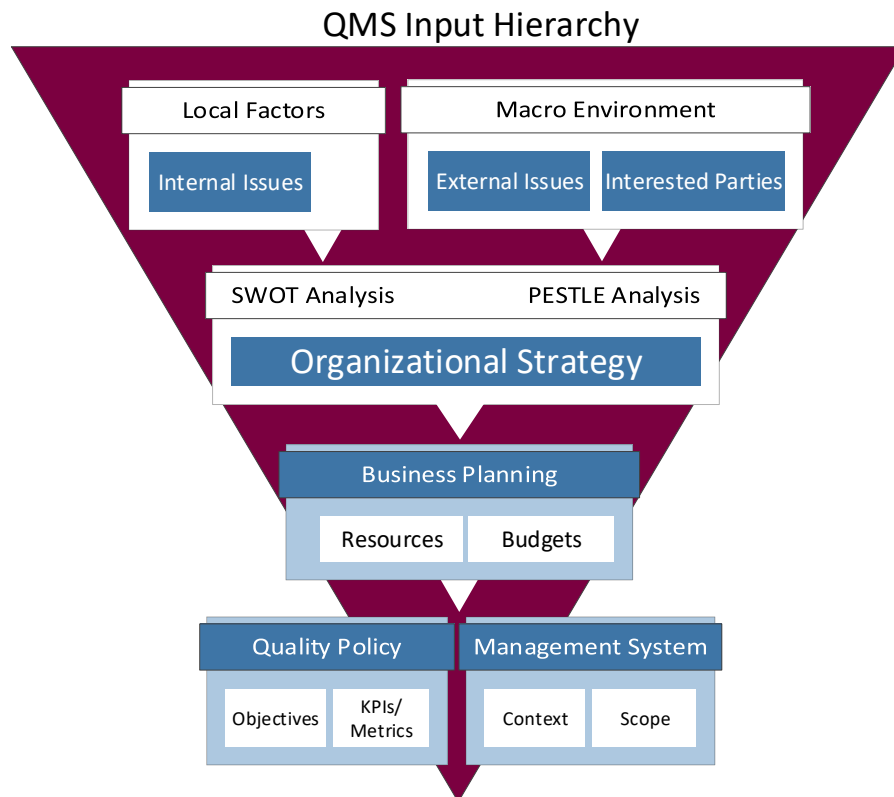 QMS Input Hierarchy
Local Factors
Macro Environment
Internal Issues
External Issues
Interested Parties
SWOT Analysis
PESTLE Analysis
Organizational Strategy
Business Planning
Resources
Budgets
Quality Policy
Management System
Objectives
KPIs/
Metrics
Context
Scope